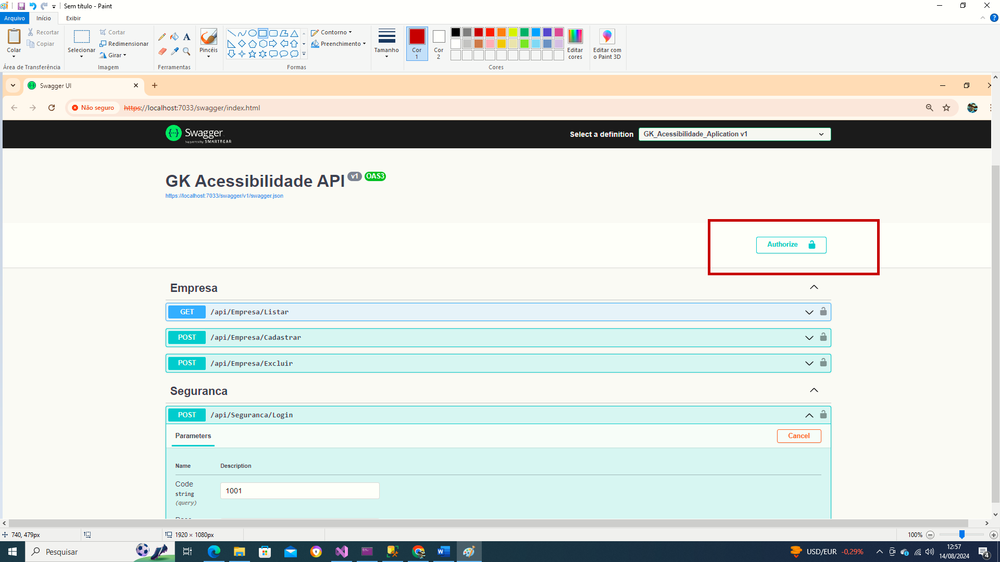 Sem título - Paint
Arquivo
Início
Exibir
Colar
Recortar
Copiar
Área de Transferência
Selecionar
Cortar
Redimensionar
Girar
Imagem
Ferramentas
Pincéis
Formas
Contorno
Preenchimento
Tamanho
Cor 1
Cor 2
Cores
Editar cores
Editar com o Paint 3D
Swagger UI
Não seguro
https://localhost:7033/swagger/index.html
Swagger
Supported by SMARTBEAR
Select a definition
GK_Acessibilidade_Aplication v1
GK Acessibilidade API v1 OAS3
https://localhost:7033/swagger/v1/swagger.json
Authorize
Empresa
GET /api/Empresa/Listar
POST /api/Empresa/Cadastrar
POST /api/Empresa/Excluir
Seguranca
POST /api/Seguranca/Login
Parameters
Cancel
Name Description
Code
string
(query)
1001
740, 479px
1920 × 1080px
100%
Pesquisar
USD/EUR -0,29%
12:57
14/08/2024
4